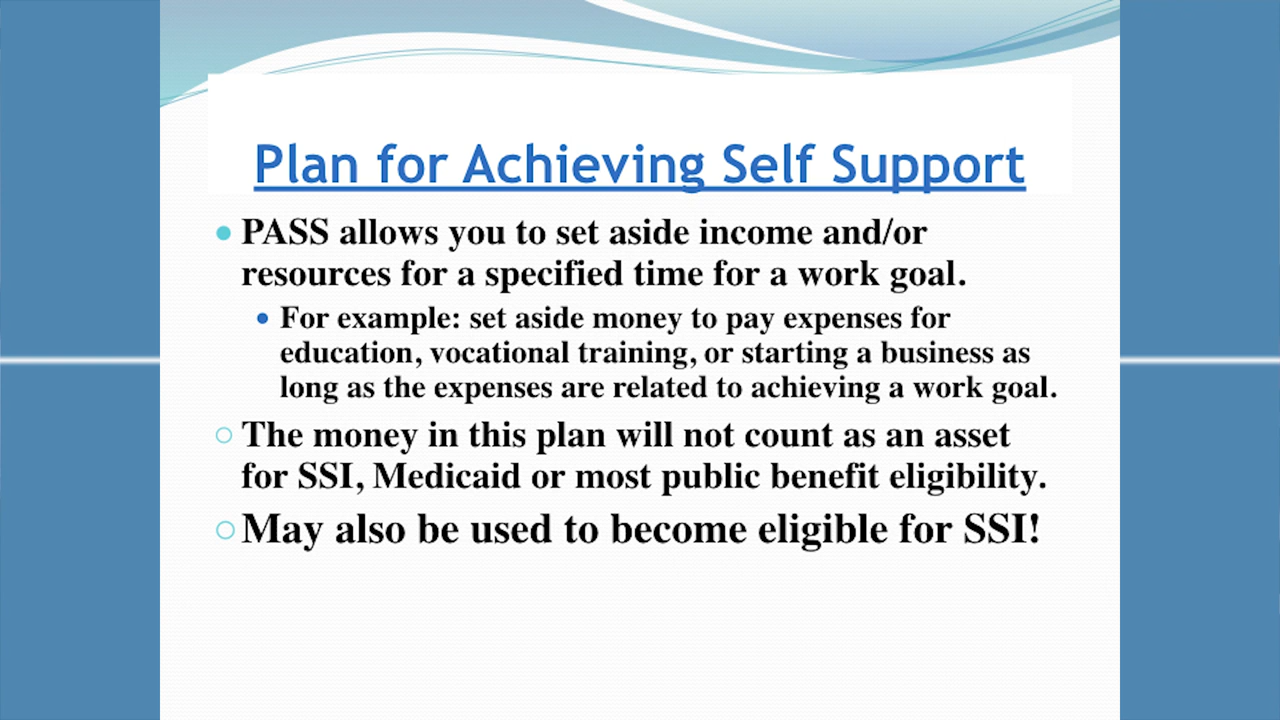 Plan for Achieving Self Support
PASS allows you to set aside income and/or
resources for a specified time for a work goal.
For example: set aside money to pay expenses for
education, vocational training, or starting a business as
long as the expenses are related to achieving a work goal.
The money in this plan will not count as an asset
for SSI, Medicaid or most public benefit eligibility.
May also be used to become eligible for SSI!